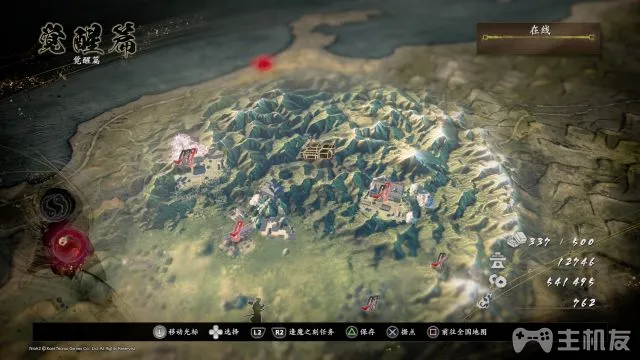 覚醒篇
觉醒篇
在线
337 / 500
12746
541495
762
L 移动光标 选择 L2 R2 逢魔之刻任务 保存 据点 前往全国地图
Nioh2 ©Koei Tecmo Games Co., Ltd. All Rights Reserved.
主机友